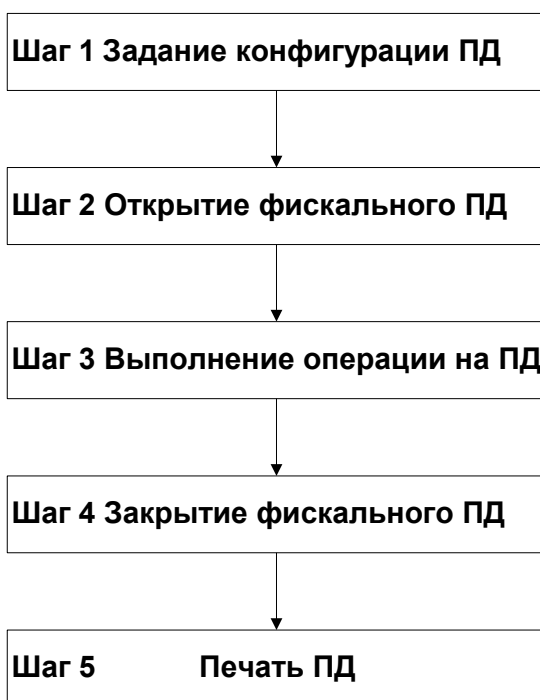 Шаг 1 Задание конфигурации ПД
Шаг 2 Открытие фискального ПД
Шаг 3 Выполнение операции на ПД
Шаг 4 Закрытие фискального ПД
Шаг 5 Печать ПД